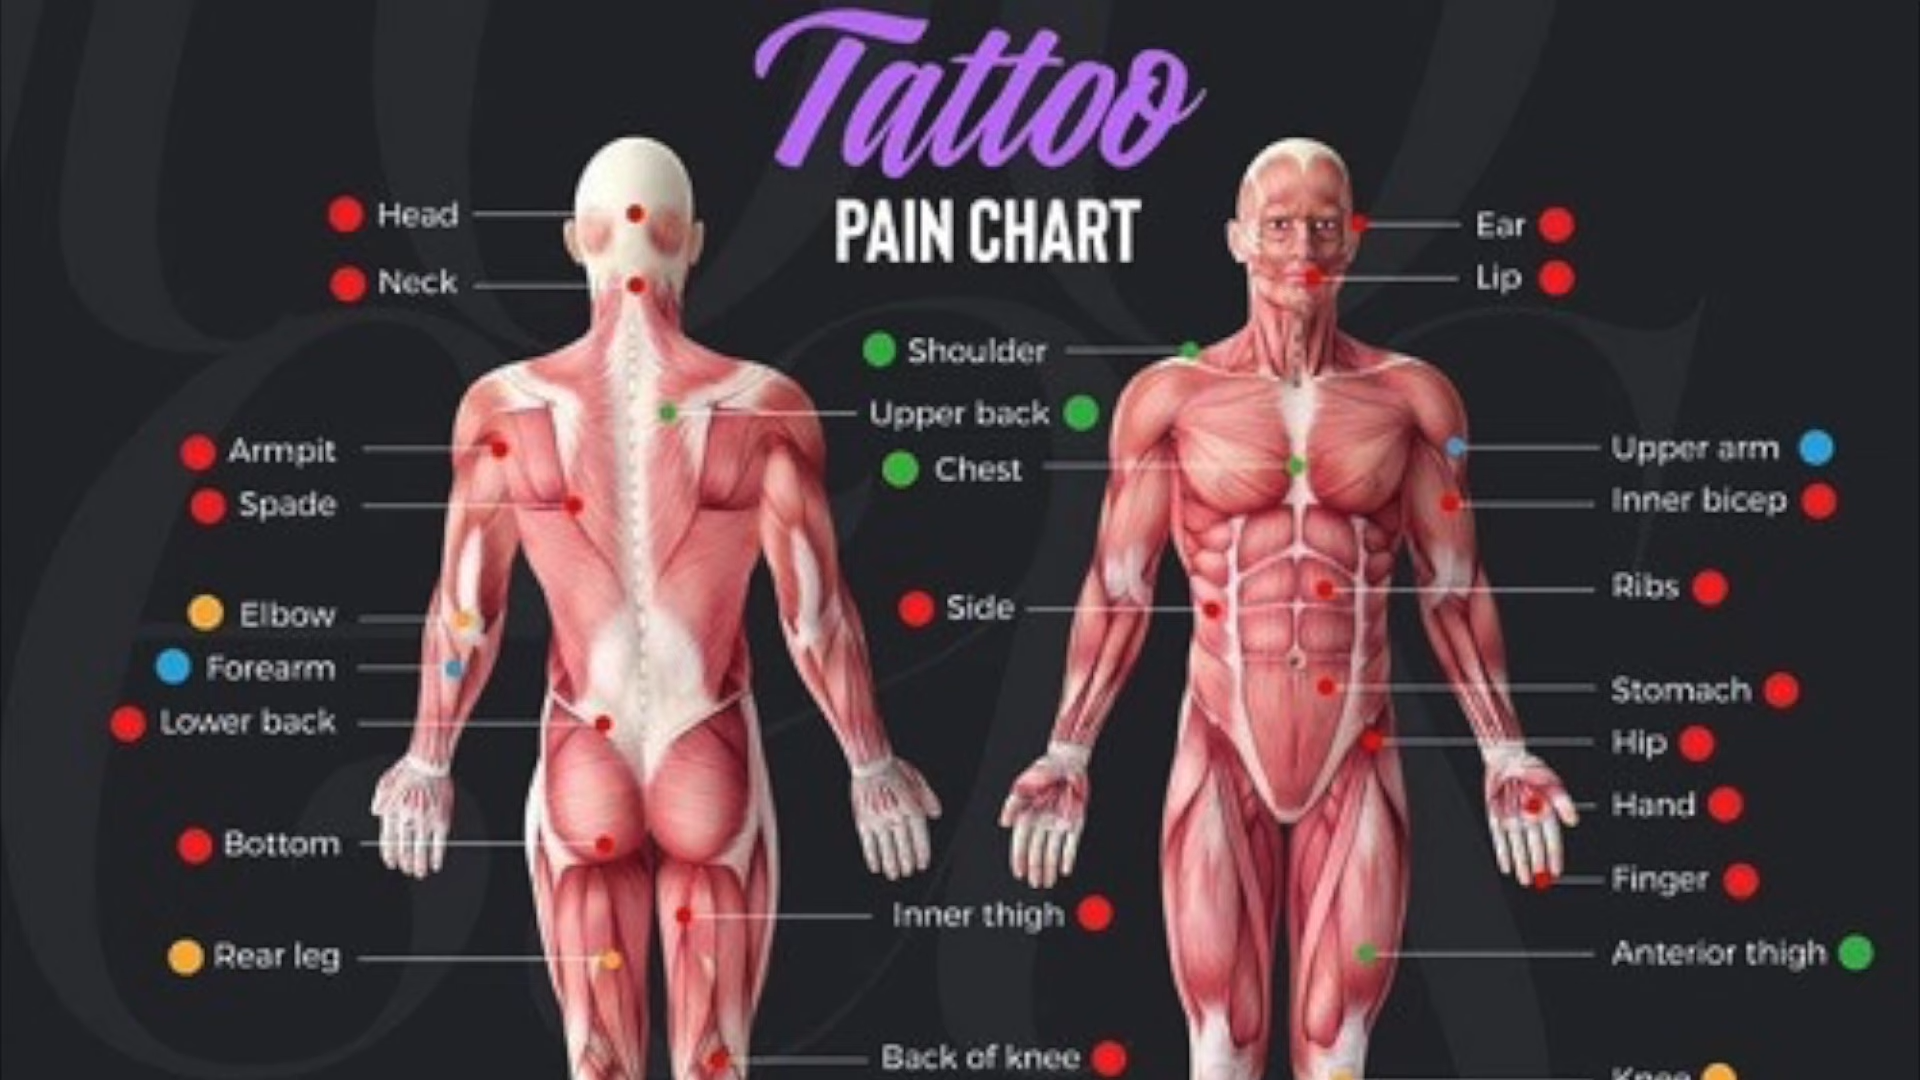 Tattoo
PAIN CHART
Head
Neck
Armpit
Spade
Elbow
Forearm
Lower back
Bottom
Rear leg
Shoulder
Upper back
Chest
Side
Inner thigh
Back of knee
Ear
Lip
Upper arm
Inner bicep
Ribs
Stomach
Hip
Hand
Finger
Anterior thigh
Knee